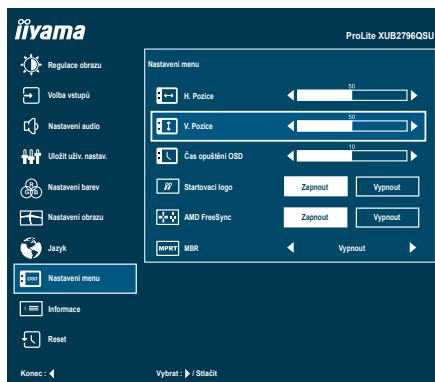 iiyama
ProLite XUB2796QSU
Regulace obrazu
Volba vstupů
Nastavení audio
Uložit uživ. nastav.
Nastavení barev
Nastavení obrazu
Jazyk
OSD Nastavení menu
i Informace
Reset
Nastavení menu
H. Pozice 50
V. Pozice 50
Čas opuštění OSD 10
Startovací logo Zapnout Vypnout
AMD FreeSync Zapnout Vypnout
MPRT MBR Vypnout
Konec :
Vybrat : / Stlačit